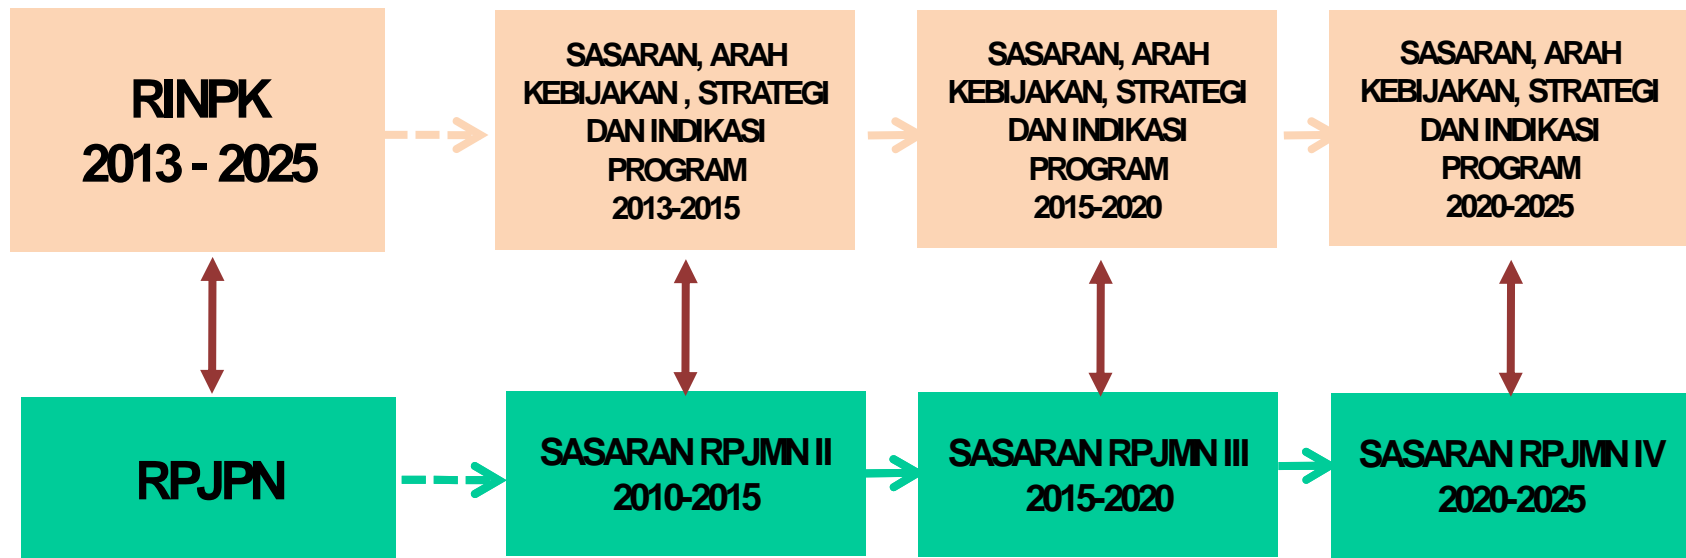 RINPK
2013 - 2025
SASARAN, ARAH
KEBIJAKAN , STRATEGI
DAN INDIKASI
PROGRAM
2013-2015
SASARAN, ARAH
KEBIJAKAN, STRATEGI
DAN INDIKASI
PROGRAM
2015-2020
SASARAN, ARAH
KEBIJAKAN, STRATEGI
DAN INDIKASI
PROGRAM
2020-2025
RPJPN
SASARAN RPJMN II
2010-2015
SASARAN RPJMN III
2015-2020
SASARAN RPJMN IV
2020-2025